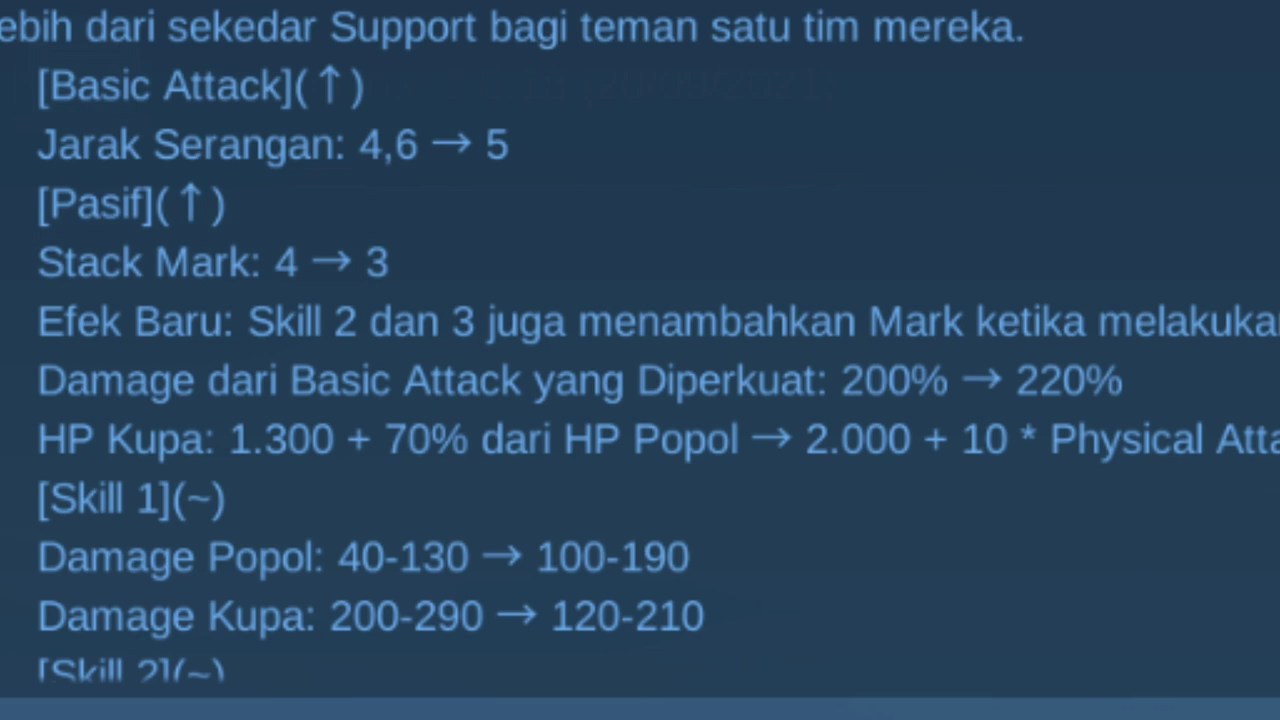 ebih dari sekedar Support bagi teman satu tim mereka.
[Basic Attack](↑)
Jarak Serangan: 4,6 → 5
[Pasif](↑)
Stack Mark: 4 → 3
Efek Baru: Skill 2 dan 3 juga menambahkan Mark ketika melakuka
Damage dari Basic Attack yang Diperkuat: 200% → 220%
HP Kupa: 1.300 + 70% dari HP Popol → 2.000 + 10 * Physical Atta
[Skill 1](~)
Damage Popol: 40-130 → 100-190
Damage Kupa: 200-290 → 120-210
[Skill 2](~)